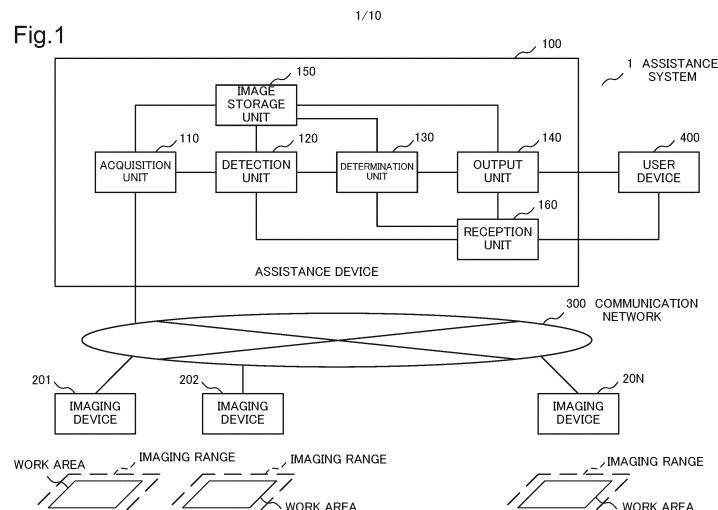 1/10
Fig.1
100
1 ASSISTANCE
SYSTEM
150
IMAGE
STORAGE
UNIT
110
ACQUISITION
UNIT
120
DETECTION
UNIT
130
DETERMINATION
UNIT
140
OUTPUT
UNIT
400
USER
DEVICE
160
RECEPTION
UNIT
ASSISTANCE DEVICE
300 COMMUNICATION
NETWORK
201
IMAGING
DEVICE
202
IMAGING
DEVICE
20N
IMAGING
DEVICE
WORK AREA
IMAGING RANGE
IMAGING RANGE
WORK AREA
IMAGING RANGE
WORK AREA